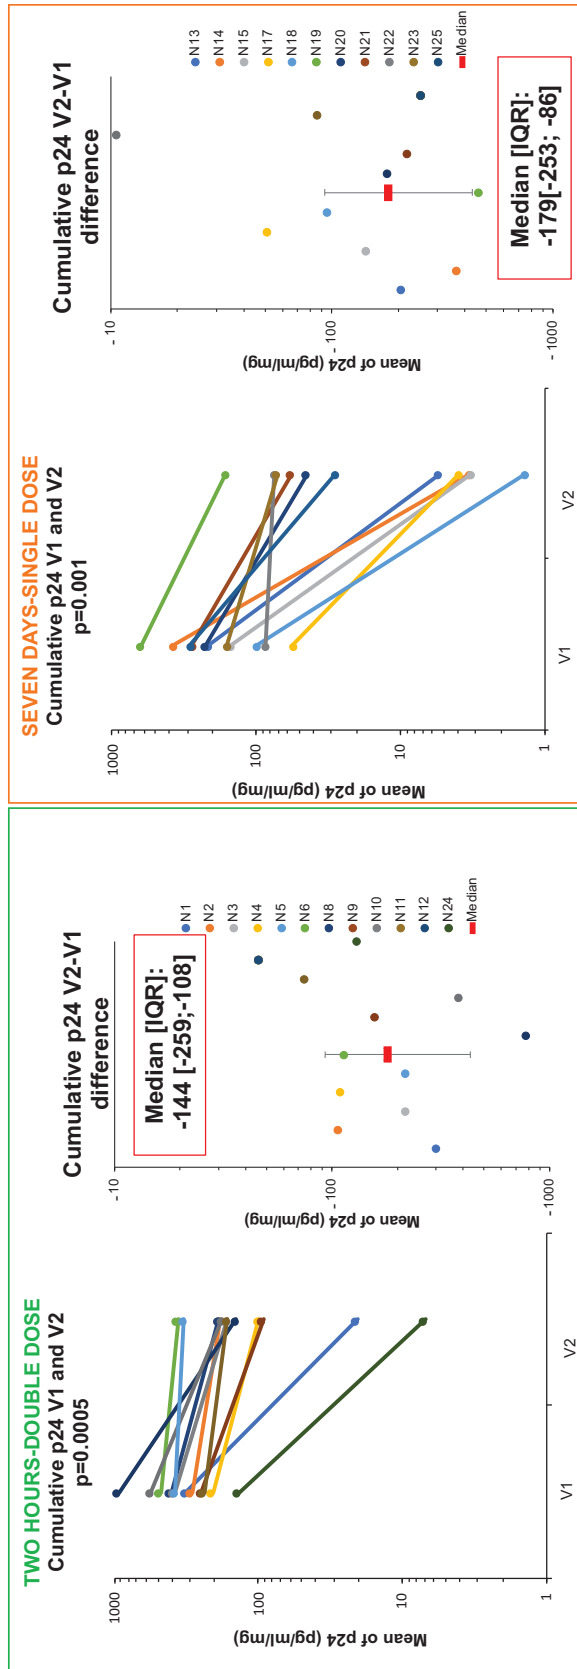 TWO HOURS-DOUBLE DOSE
Cumulative p24 V1 and V2
p=0.0005
Mean of p24 (pg/ml/mg)
1000
100
10
1
V1
V2
Cumulative p24 V2-V1
difference
Mean of p24 (pg/ml/mg)
-10
-100
-1000
Median [IQR]:
-144 [-259;-108]
N1
N2
N3
N4
N5
N6
N8
N9
N10
N11
N12
N24
Median
SEVEN DAYS-SINGLE DOSE
Cumulative p24 V1 and V2
p=0.001
Mean of p24 (pg/ml/mg)
1000
100
10
1
V1
V2
Cumulative p24 V2-V1
difference
Mean of p24 (pg/ml/mg)
-10
-100
-1000
Median [IQR]:
-179[-253; -86]
N13
N14
N15
N17
N18
N19
N20
N21
N22
N23
N25
Median